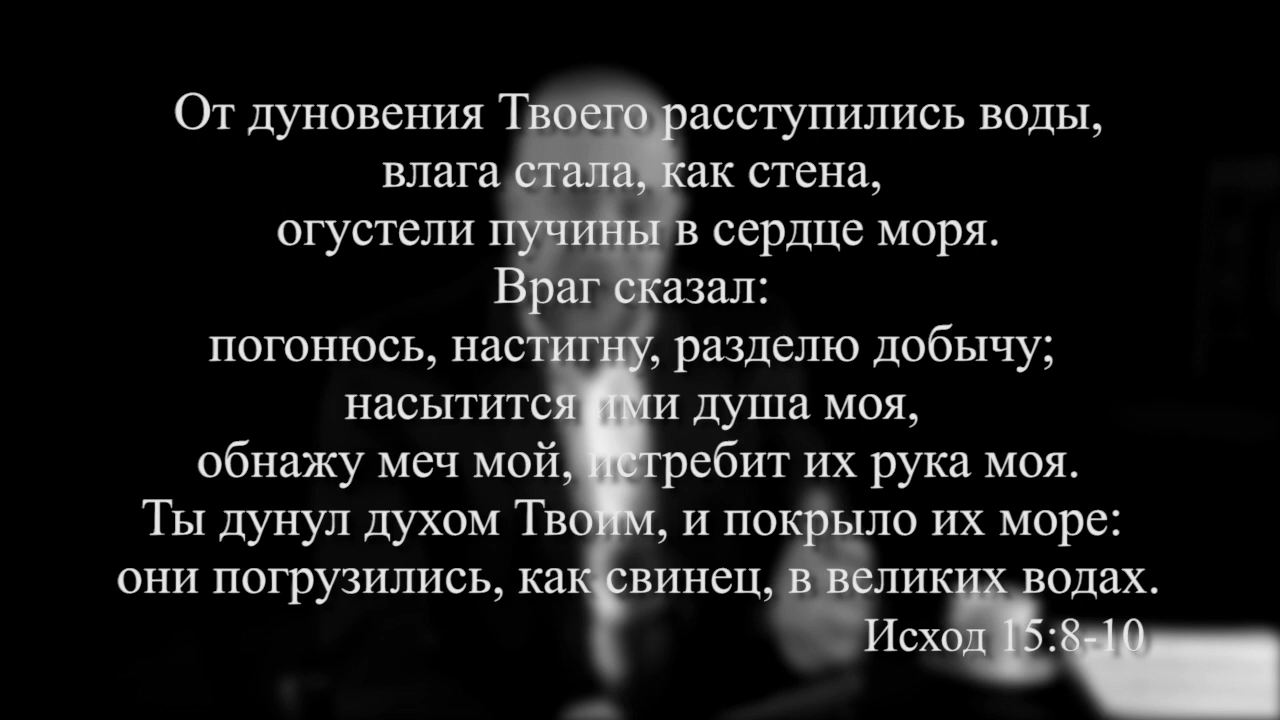 От дуновения Твоего расступились воды,
влага стала, как стена,
огустели пучины в сердце моря.
Враг сказал:
погонюсь, настигну, разделю добычу;
насытится ими душа моя,
обнажу меч мой, истребит их рука моя.
Ты дунул духом Твоим, и покрыло их море:
они погрузились, как свинец, в великих водах.
Исход 15:8-10